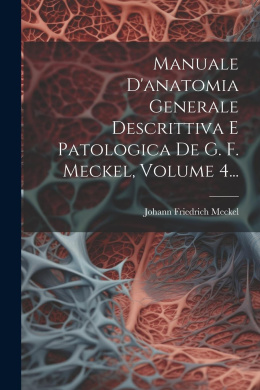 Manuale
D'anatomia
Generale
Descrittiva E
Patologica De G. F.
Meckel, Volume 4...
Johann Friedrich Meckel